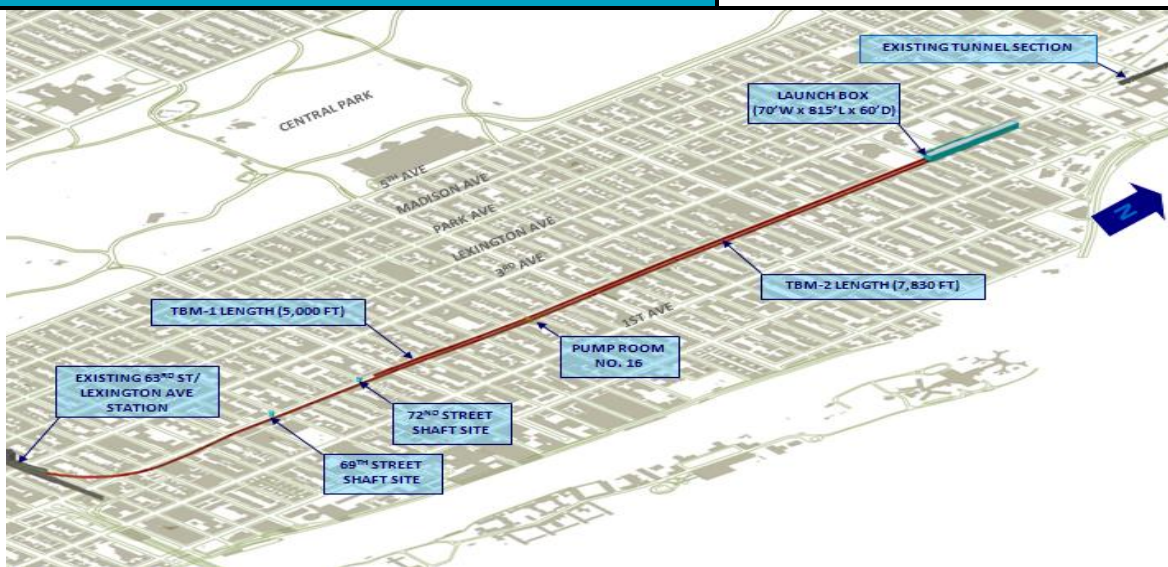 EXISTING TUNNEL SECTION
LAUNCH BOX
(70'W x 815'L x 60'D)
CENTRAL PARK
5TH AVE
MADISON AVE
PARK AVE
LEXINGTON AVE
3RD AVE
N
TBM-2 LENGTH (7,830 FT)
1ST AVE
TBM-1 LENGTH (5,000 FT)
PUMP ROOM
NO. 16
EXISTING 63RD ST/
LEXINGTON AVE
STATION
72ND STREET
SHAFT SITE
69TH STREET
SHAFT SITE